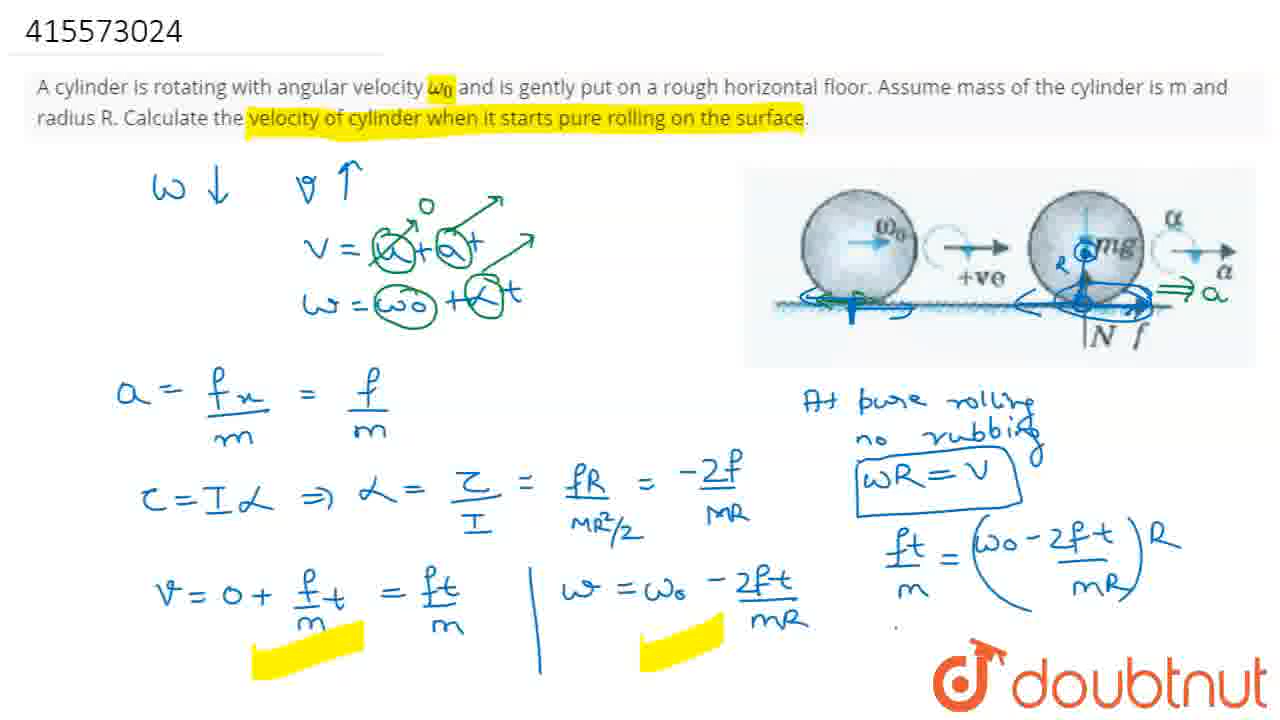 415573024
A cylinder is rotating with angular velocity ω₀ and is gently put on a rough horizontal floor. Assume mass of the cylinder is m and
radius R. Calculate the velocity of cylinder when it starts pure rolling on the surface.
ω ↓ v ↑
0
v = u + at
ω = ω₀ + αt
ω₀ +ve R mg α a
⇒ a
N f
a = fx/m = f/m
At pure rolling
no rubbing
ωR = v
τ = Iα ⇒ α = τ/I = fR/(MR²/2) = -2f/MR
ft/m = (ω₀ - 2ft/mR) R
v = 0 + f/m t = ft/m | ω = ω₀ - 2ft/mR
doubtnut